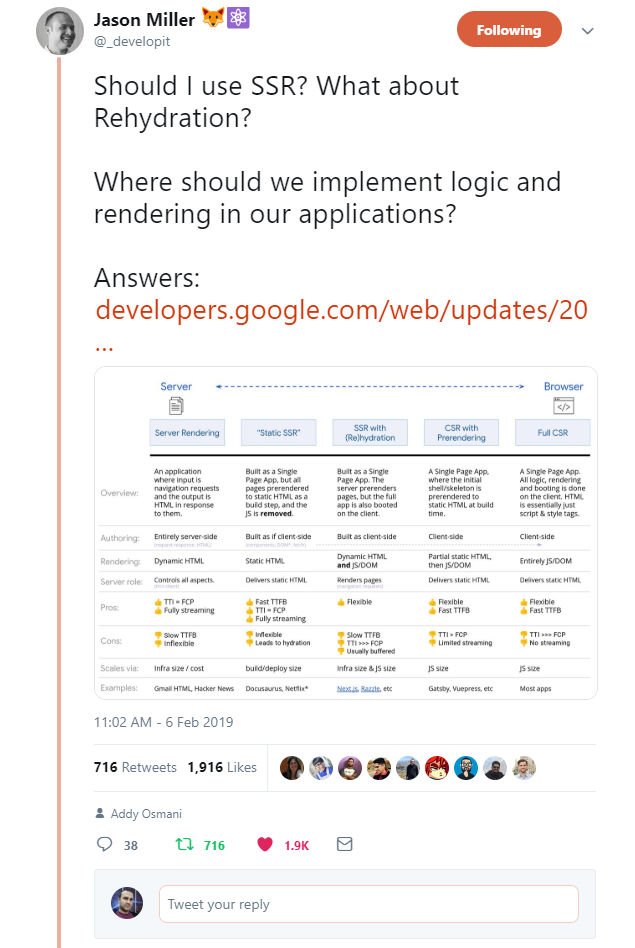 Jason Miller
@_developit
Following
Should I use SSR? What about
Rehydration?
Where should we implement logic and
rendering in our applications?
Answers:
developers.google.com/web/updates/20
…
Server
Browser
Server Rendering
"Static SSR"
SSR with
(Re)hydration
CSR with
Prerendering
Full CSR
Overview:
An application
where input is
navigation requests
and the output is
HTML in response
to them.
Built as a Single
Page App, but all
pages prerendered
to static HTML as a
build step, and the
JS is removed.
Built as a Single
Page App. The
server prerenders
pages, but the full
app is also booted
on the client.
A Single Page App,
where the initial
shell/skeleton is
prerendered to
static HTML at build
time.
A Single Page App.
All logic, rendering
and booting is done
on the client. HTML
is essentially just
script & style tags.
Authoring:
Entirely server-side
Built as if client-side
Built as client-side
Client-side
Client-side
Rendering:
Dynamic HTML
Static HTML
Dynamic HTML
and JS/DOM
Partial static HTML,
then JS/DOM
Entirely JS/DOM
Server role:
Controls all aspects.
Delivers static HTML
Renders pages
Delivers static HTML
Delivers static HTML
Pros:
👍 TTI = FCP
👍 Fully streaming
👍 Fast TTFB
👍 TTI = FCP
👍 Fully streaming
👍 Flexible
👍 Flexible
👍 Fast TTFB
👍 Flexible
👍 Fast TTFB
Cons:
👎 Slow TTFB
👎 Inflexible
👎 Inflexible
👎 Leads to hydration
👎 Slow TTFB
👎 TTI >>> FCP
👎 Usually buffered
👎 TTI > FCP
👎 Limited streaming
👎 TTI >>> FCP
👎 No streaming
Scales via:
Infra size / cost
build/deploy size
Infra size & JS size
JS size
JS size
Examples:
Gmail HTML, Hacker News
Docusaurus, Netflix*
Next.js, Razzle, etc
Gatsby, Vuepress, etc
Most apps
11:02 AM - 6 Feb 2019
716 Retweets 1,916 Likes
Addy Osmani
38 716 1.9K
Tweet your reply